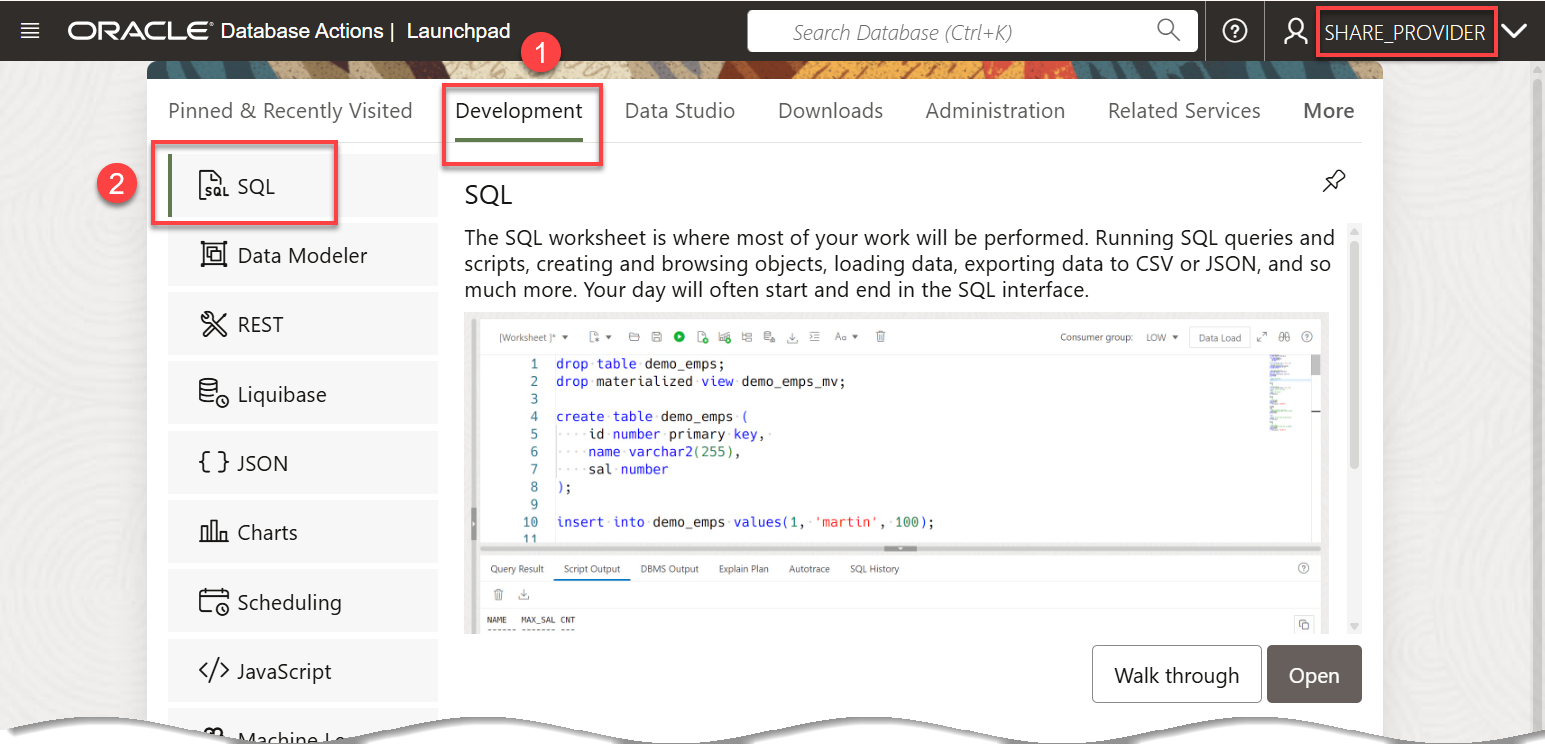 ORACLE® Database Actions | Launchpad
Search Database (Ctrl+K)
SHARE_PROVIDER
1
Pinned & Recently Visited
Development
Data Studio
Downloads
Administration
Related Services
More
2
SQL
Data Modeler
REST
Liquibase
JSON
Charts
Scheduling
JavaScript
SQL
The SQL worksheet is where most of your work will be performed. Running SQL queries and
scripts, creating and browsing objects, loading data, exporting data to CSV or JSON, and so
much more. Your day will often start and end in the SQL interface.
[Worksheet ]*
Aa
Consumer group: LOW
Data Load
1 drop table demo_emps;
2 drop materialized view demo_emps_mv;
3
4 create table demo_emps (
5 ····id number primary key,·
6 ····name varchar2(255),
7 ····sal number
8 );
9
10 insert into demo_emps values(1, 'martin', 100);
11
Query Result Script Output DBMS Output Explain Plan Autotrace SQL History
NAME MAX_SAL CNT
------ ------- ---
Walk through
Open